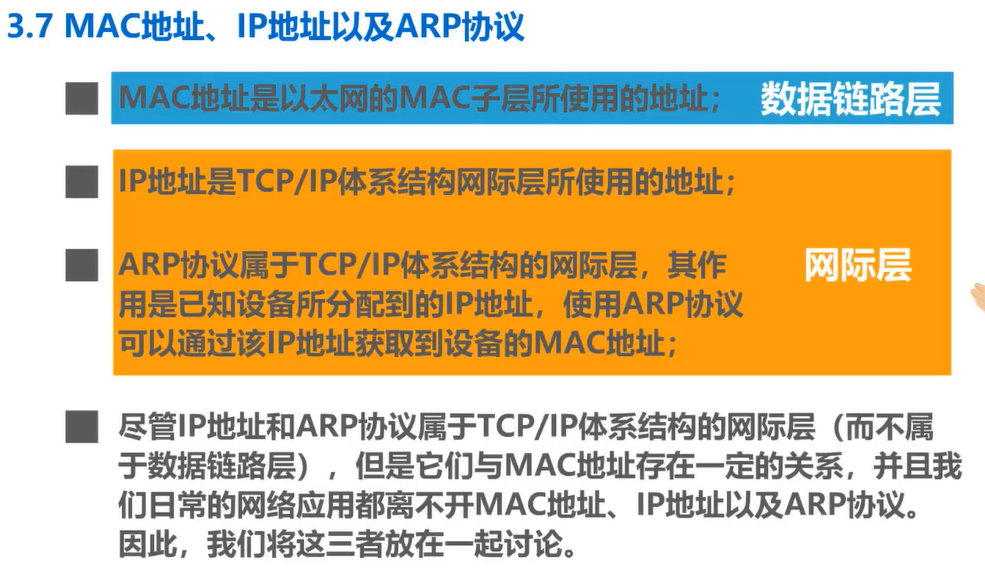 3.7 MAC地址、IP地址以及ARP协议
MAC地址是以太网的MAC子层所使用的地址； 数据链路层
IP地址是TCP/IP体系结构网际层所使用的地址；
ARP协议属于TCP/IP体系结构的网际层，其作
用是已知设备所分配到的IP地址，使用ARP协议
可以通过该IP地址获取到设备的MAC地址；
网际层
尽管IP地址和ARP协议属于TCP/IP体系结构的网际层（而不属
于数据链路层），但是它们与MAC地址存在一定的关系，并且我
们日常的网络应用都离不开MAC地址、IP地址以及ARP协议。
因此，我们将这三者放在一起讨论。